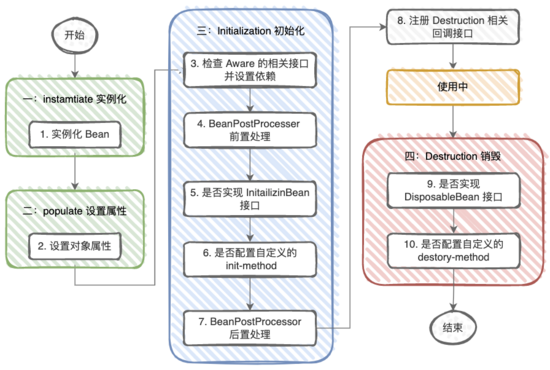 开始
一：instamtiate 实例化
1. 实例化 Bean
二：populate 设置属性
2. 设置对象属性
三：Initialization 初始化
3. 检查 Aware 的相关接口
并设置依赖
4. BeanPostProcesser
前置处理
5. 是否实现 InitailizinBean
接口
6. 是否配置自定义的
init-method
7. BeanPostProcessor
后置处理
8. 注册 Destruction 相关
回调接口
使用中
四：Destruction 销毁
9. 是否实现
DisposableBean 接口
10. 是否配置自定义的
destory-method
结束